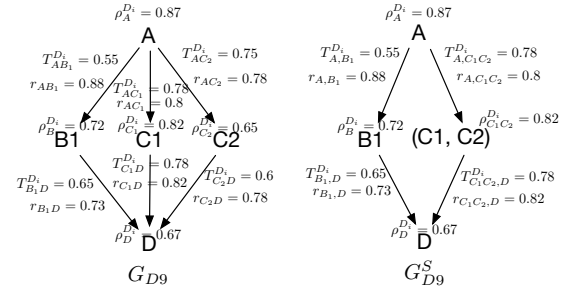 ρ_A^{D_i} = 0.87
A
T_{AB_1}^{D_i} = 0.55
r_{AB_1} = 0.88
T_{AC_1}^{D_i} = 0.78
r_{AC_1} = 0.8
T_{AC_2}^{D_i} = 0.75
r_{AC_2} = 0.78
ρ_B^{D_i} = 0.72
B1
ρ_{C_1}^{D_i} = 0.82
C1
ρ_{C_2}^{D_i} = 0.65
C2
T_{B_1D}^{D_i} = 0.65
r_{B_1D} = 0.73
T_{C_1D}^{D_i} = 0.78
r_{C_1D} = 0.82
T_{C_2D}^{D_i} = 0.6
r_{C_2D} = 0.78
ρ_D^{D_i} = 0.67
D
G_{D9}
ρ_A^{D_i} = 0.87
A
T_{A,B_1}^{D_i} = 0.55
r_{A,B_1} = 0.88
T_{A,C_1C_2}^{D_i} = 0.78
r_{A,C_1C_2} = 0.8
ρ_B^{D_i} = 0.72
B1
ρ_{C_1C_2}^{D_i} = 0.82
(C1, C2)
T_{B_1,D}^{D_i} = 0.65
r_{B_1,D} = 0.73
T_{C_1C_2,D}^{D_i} = 0.78
r_{C_1C_2,D} = 0.82
ρ_D^{D_i} = 0.67
D
G_{D9}^S